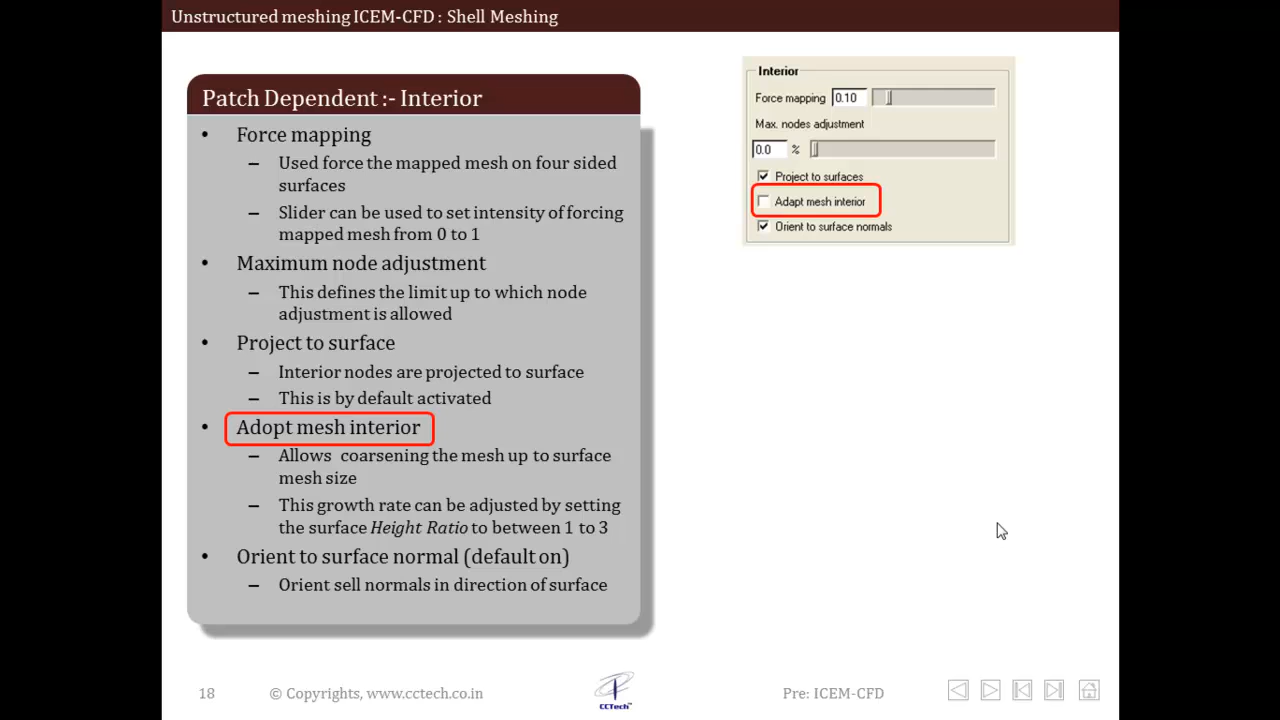 Unstructured meshing ICEM-CFD : Shell Meshing
Patch Dependent :- Interior
• Force mapping
– Used force the mapped mesh on four sided
surfaces
– Slider can be used to set intensity of forcing
mapped mesh from 0 to 1
• Maximum node adjustment
– This defines the limit up to which node
adjustment is allowed
• Project to surface
– Interior nodes are projected to surface
– This is by default activated
• Adopt mesh interior
– Allows coarsening the mesh up to surface
mesh size
– This growth rate can be adjusted by setting
the surface Height Ratio to between 1 to 3
• Orient to surface normal (default on)
– Orient sell normals in direction of surface
Interior
Force mapping 0.10
Max. nodes adjustment
0.0 %
Project to surfaces
Adapt mesh interior
Orient to surface normals
18 © Copyrights, www.cctech.co.in
CCTech™
Pre: ICEM-CFD